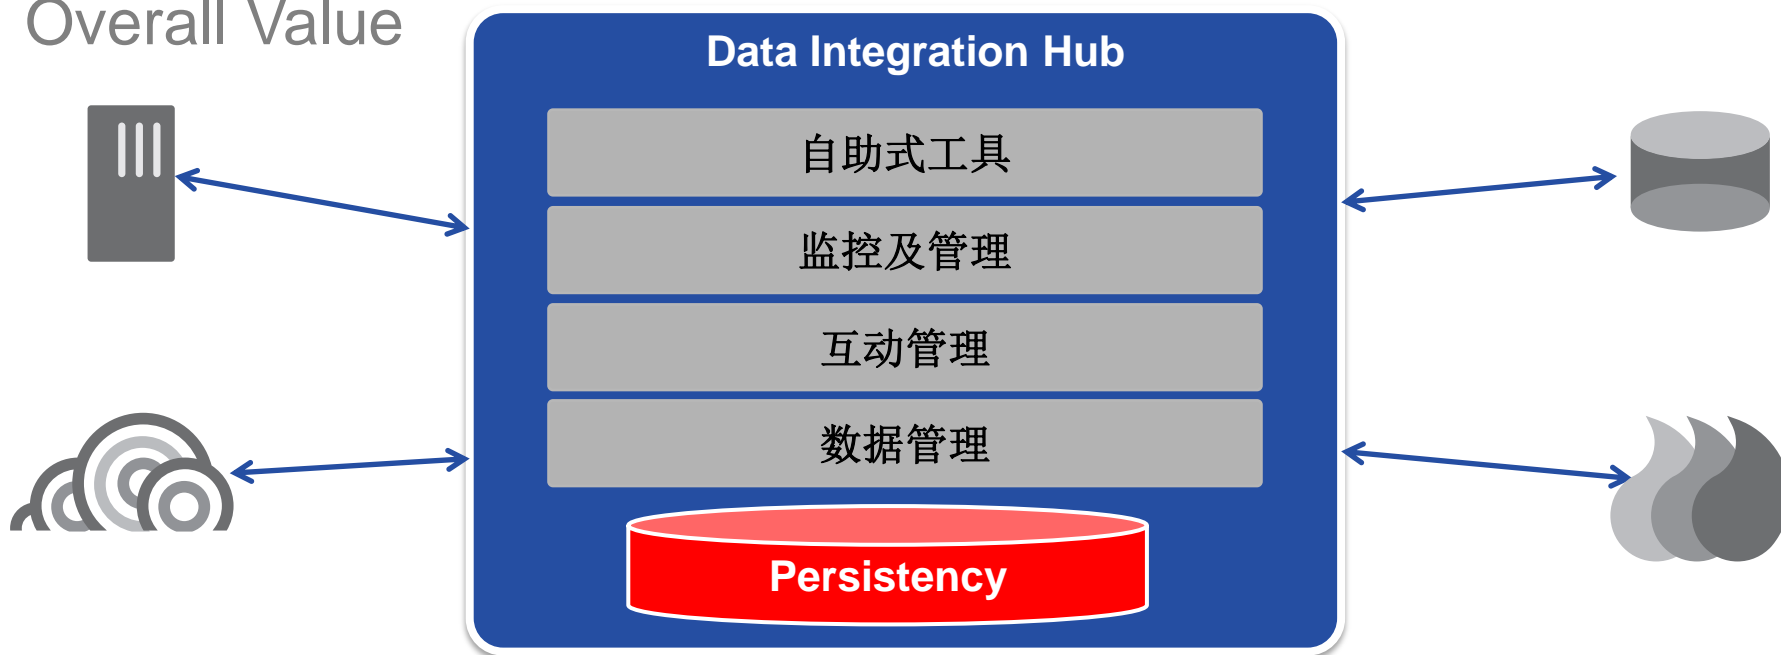 Overall Value
Data Integration Hub
自助式工具
监控及管理
互动管理
数据管理
Persistency